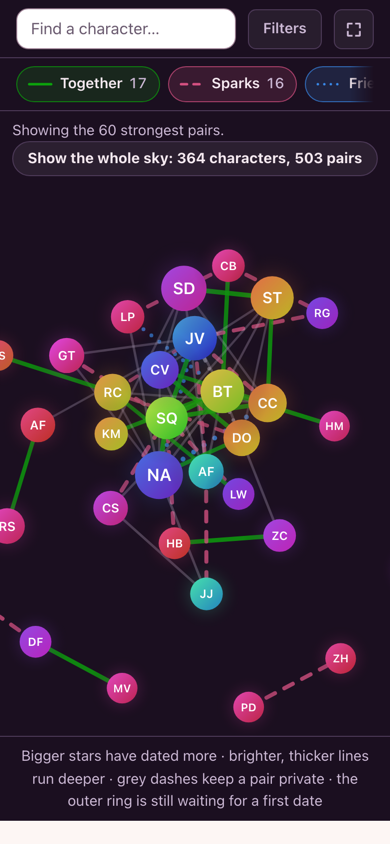 Find a character...
Filters
Together 17
Sparks 16
Frie
Showing the 60 strongest pairs.
Show the whole sky: 364 characters, 503 pairs
CB
SD
ST
LP
RG
JV
GT
S
CV
RC
BT
CC
SQ
AF
HM
KM
DO
NA
AF
LW
CS
RS
ZC
HB
JJ
DF
ZH
MV
PD
Bigger stars have dated more · brighter, thicker lines
run deeper · grey dashes keep a pair private · the
outer ring is still waiting for a first date